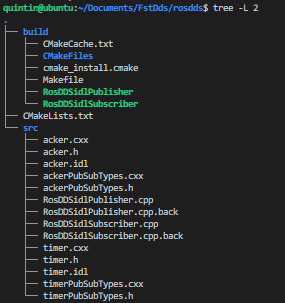 quintin@ubuntu:~/Documents/FstDds/rosdds$ tree -L 2
.
├── build
│   ├── CMakeCache.txt
│   ├── CMakeFiles
│   ├── cmake_install.cmake
│   ├── Makefile
│   ├── RosDDSidlPublisher
│   └── RosDDSidlSubscriber
├── CMakeLists.txt
└── src
    ├── acker.cxx
    ├── acker.h
    ├── acker.idl
    ├── ackerPubSubTypes.cxx
    ├── ackerPubSubTypes.h
    ├── RosDDSidlPublisher.cpp
    ├── RosDDSidlPublisher.cpp.back
    ├── RosDDSidlSubscriber.cpp
    ├── RosDDSidlSubscriber.cpp.back
    ├── timer.cxx
    ├── timer.h
    ├── timer.idl
    ├── timerPubSubTypes.cxx
    └── timerPubSubTypes.h